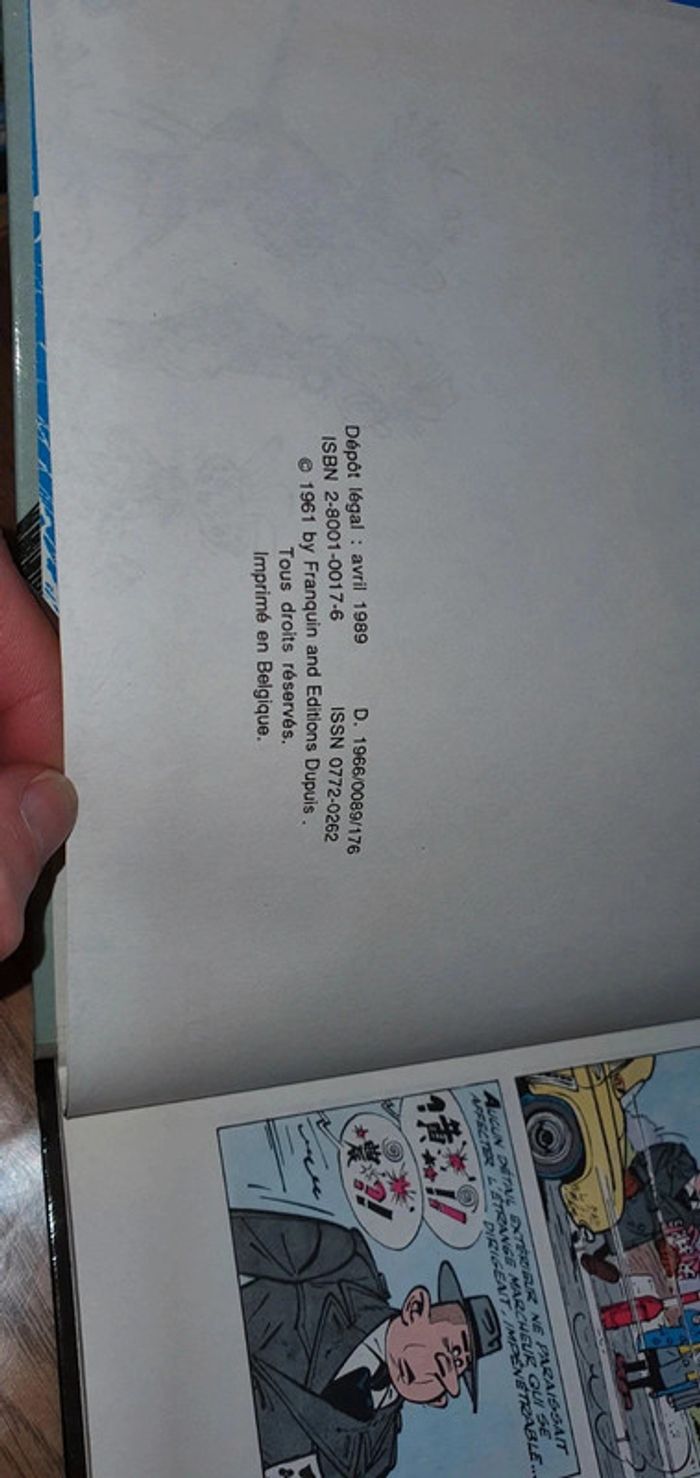 Dépôt légal : avril 1989 D. 1966/0089/176
ISBN 2-8001-0017-6 ISSN 0772-0262
© 1961 by Franquin and Editions Dupuis .
Tous droits réservés.
Imprimé en Belgique.
AUCUN DÉTAIL EXTÉRIEUR NE PARAISSAIT
AFFECTER L'ÉTRANGE MARCHEUR, QUI SE
DIRIGEAIT, IMPÉNÉTRABLE...